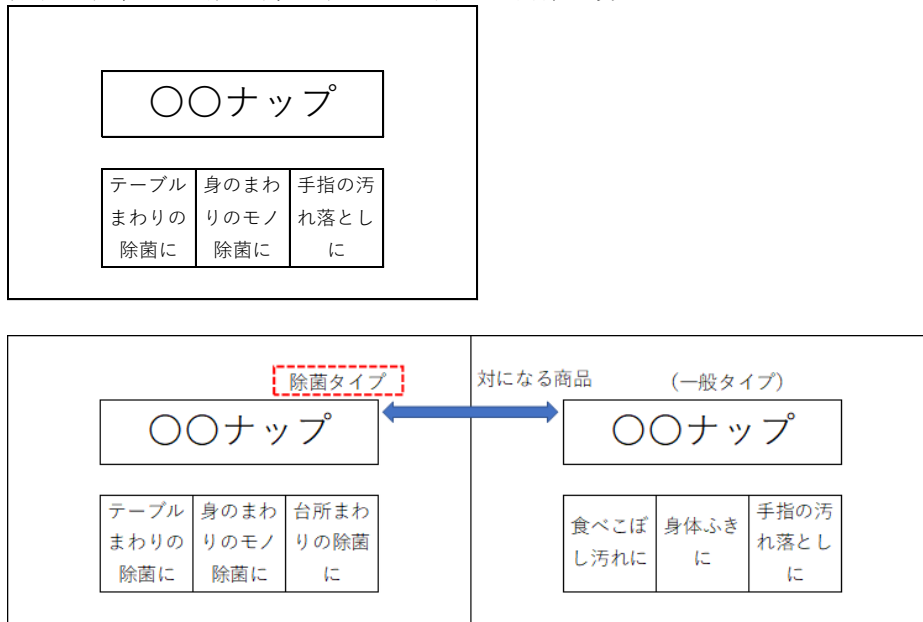 〇〇ナップ
テーブル
まわりの
除菌に
身のまわ
りのモノ
除菌に
手指の汚
れ落とし
に
除菌タイプ
対になる商品
（一般タイプ）
〇〇ナップ
〇〇ナップ
テーブル
まわりの
除菌に
身のまわ
りのモノ
除菌に
台所まわ
りの除菌
に
食べこぼ
し汚れに
身体ふき
に
手指の汚
れ落とし
に